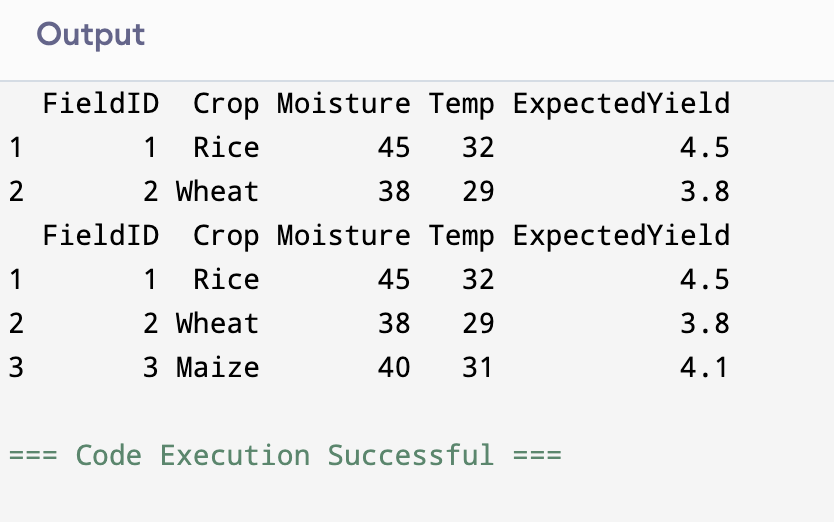 Output
  FieldID  Crop Moisture Temp ExpectedYield
1       1  Rice       45   32           4.5
2       2 Wheat       38   29           3.8
  FieldID  Crop Moisture Temp ExpectedYield
1       1  Rice       45   32           4.5
2       2 Wheat       38   29           3.8
3       3 Maize       40   31           4.1
=== Code Execution Successful ===